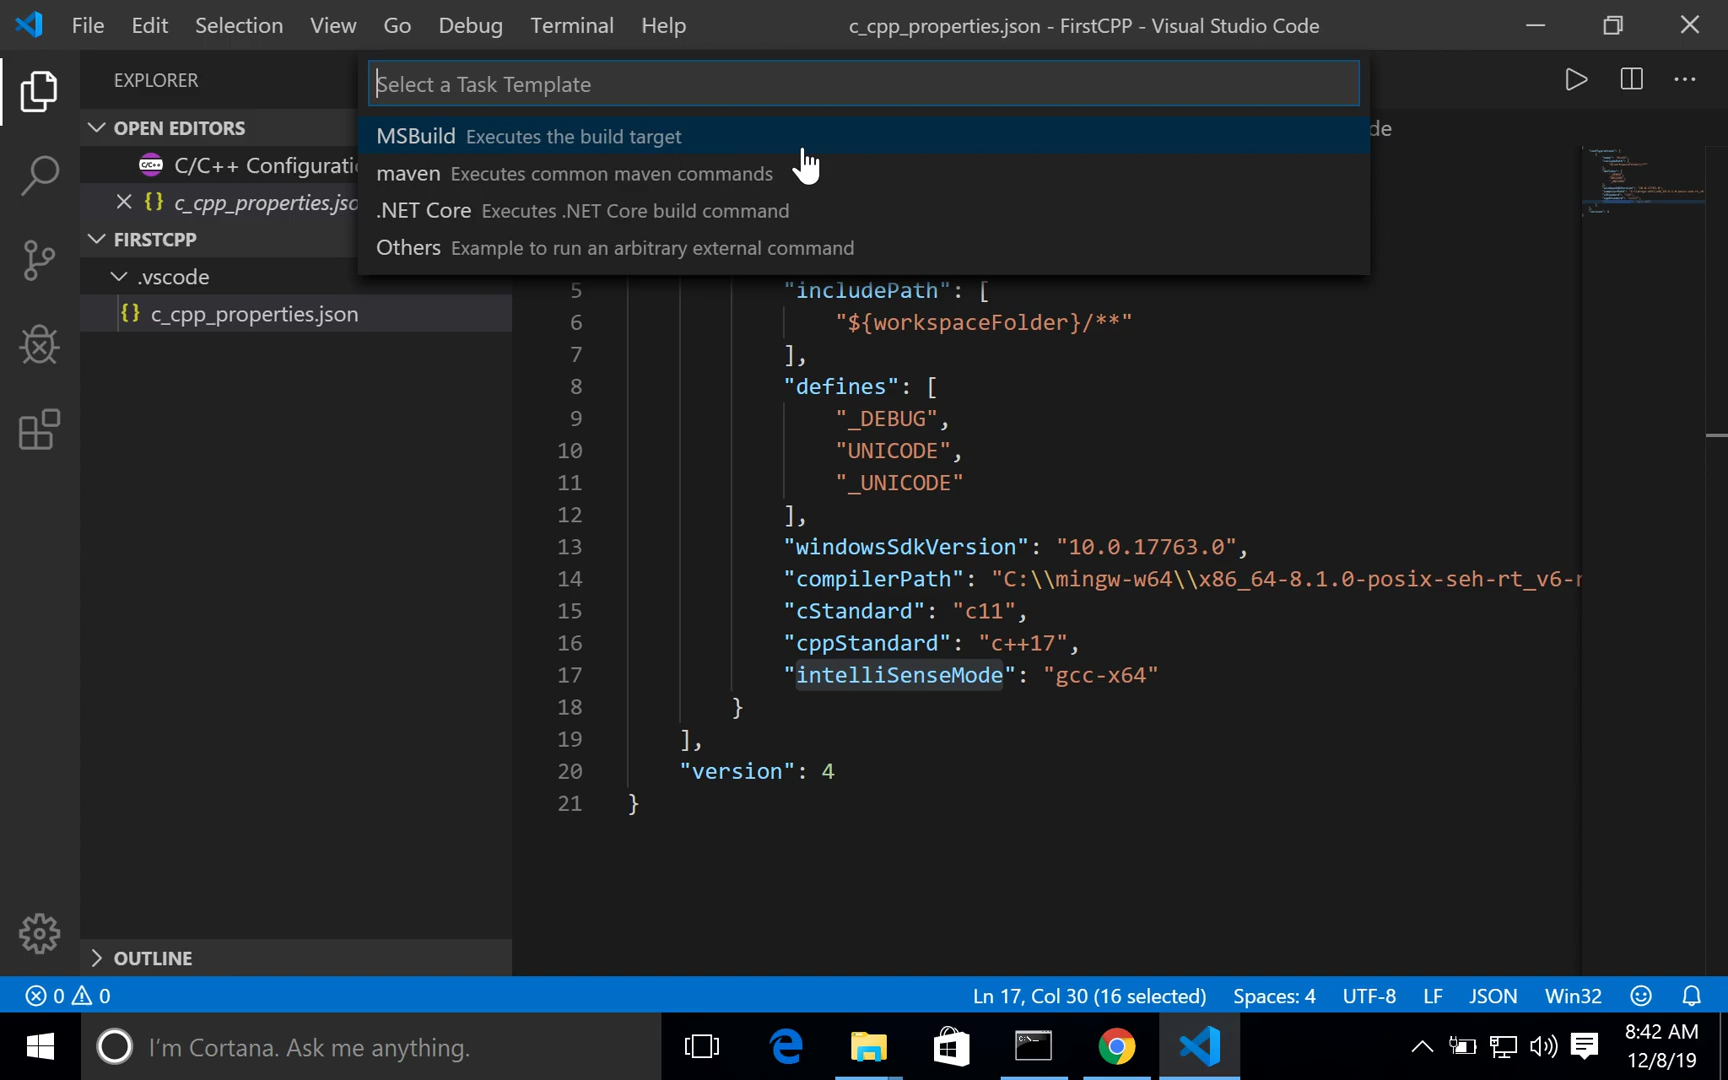 File Edit Selection View Go Debug Terminal Help
c_cpp_properties.json - FirstCPP - Visual Studio Code
EXPLORER
OPEN EDITORS
C/C++ Configurati
c_cpp_properties.jso
FIRSTCPP
.vscode
c_cpp_properties.json
OUTLINE
Select a Task Template
MSBuild Executes the build target
maven Executes common maven commands
.NET Core Executes .NET Core build command
Others Example to run an arbitrary external command
de
5 "includePath": [
6 "${workspaceFolder}/**"
7 ],
8 "defines": [
9 "_DEBUG",
10 "UNICODE",
11 "_UNICODE"
12 ],
13 "windowsSdkVersion": "10.0.17763.0",
14 "compilerPath": "C:\\mingw-w64\\x86_64-8.1.0-posix-seh-rt_v6-r
15 "cStandard": "c11",
16 "cppStandard": "c++17",
17 "intelliSenseMode": "gcc-x64"
18 }
19 ],
20 "version": 4
21 }
0 0
Ln 17, Col 30 (16 selected) Spaces: 4 UTF-8 LF JSON Win32
I'm Cortana. Ask me anything.
8:42 AM
12/8/19